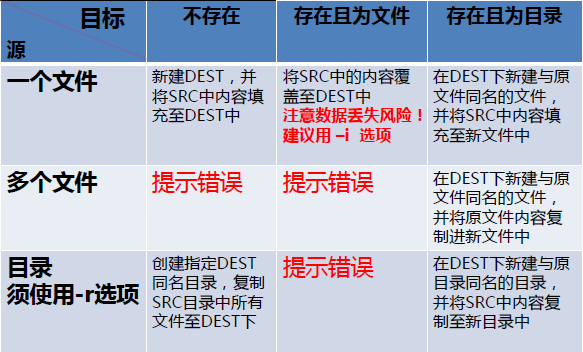 目标
源
不存在
存在且为文件
存在且为目录
一个文件
新建DEST，并
将SRC中内容填
充至DEST中
将SRC中的内容覆
盖至DEST中
注意数据丢失风险！
建议用 –i 选项
在DEST下新建与原
文件同名的文件，
并将SRC中内容填
充至新文件中
多个文件
提示错误
提示错误
在DEST下新建与原
文件同名的文件，
并将原文件内容复
制进新文件中
目录
须使用-r选项
创建指定DEST
同名目录，复制
SRC目录中所有
文件至DEST下
提示错误
在DEST下新建与原
目录同名的目录，
并将SRC中内容复
制至新目录中